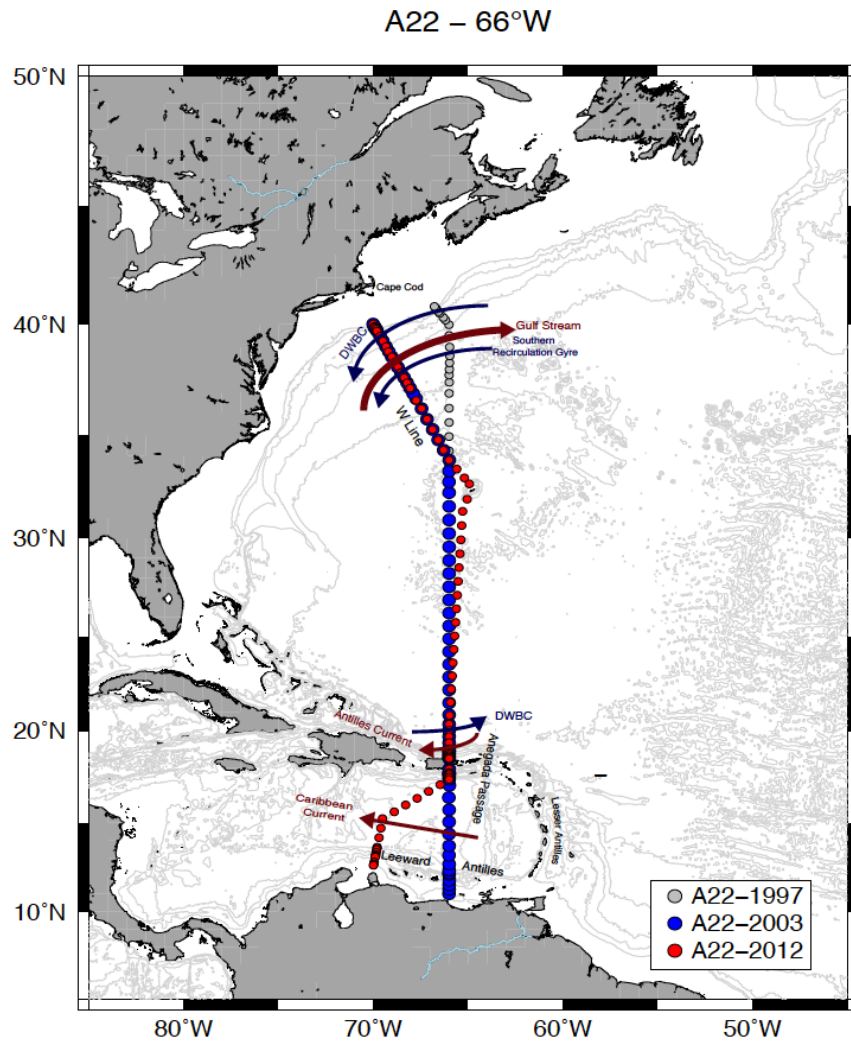 A22 − 66°W
50°N
40°N
30°N
20°N
10°N
Cape Cod
DWBC
Gulf Stream
Southern
Recirculation Gyre
W Line
DWBC
Antilles Current
Anegada Passage
Caribbean
Current
Lesser Antilles
Leeward
Antilles
A22−1997
A22−2003
A22−2012
80°W
70°W
60°W
50°W